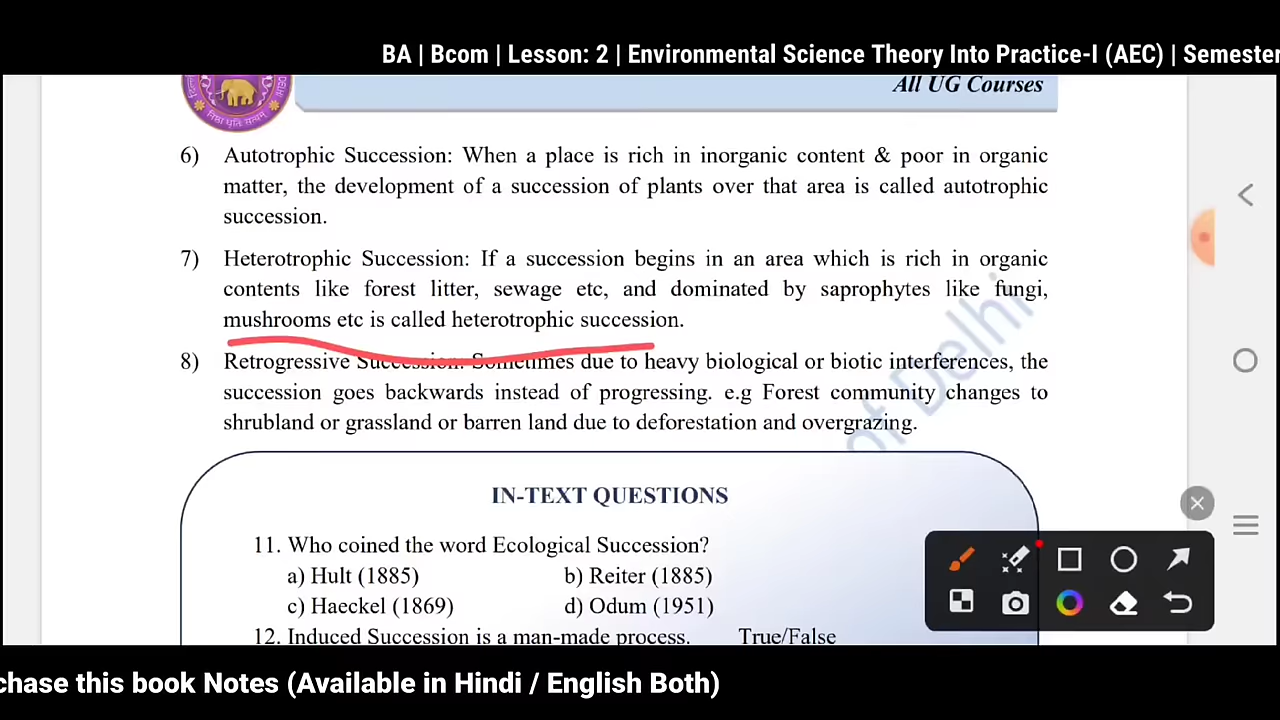 BA | Bcom | Lesson: 2 | Environmental Science Theory Into Practice-I (AEC) | Semester
All UG Courses
6) Autotrophic Succession: When a place is rich in inorganic content & poor in organic
matter, the development of a succession of plants over that area is called autotrophic
succession.
7) Heterotrophic Succession: If a succession begins in an area which is rich in organic
contents like forest litter, sewage etc, and dominated by saprophytes like fungi,
mushrooms etc is called heterotrophic succession.
8) Retrogressive Succession: Sometimes due to heavy biological or biotic interferences, the
succession goes backwards instead of progressing. e.g Forest community changes to
shrubland or grassland or barren land due to deforestation and overgrazing.
of Delhi
IN-TEXT QUESTIONS
11. Who coined the word Ecological Succession?
a) Hult (1885) b) Reiter (1885)
c) Haeckel (1869) d) Odum (1951)
12. Induced Succession is a man-made process. True/False
chase this book Notes (Available in Hindi / English Both)